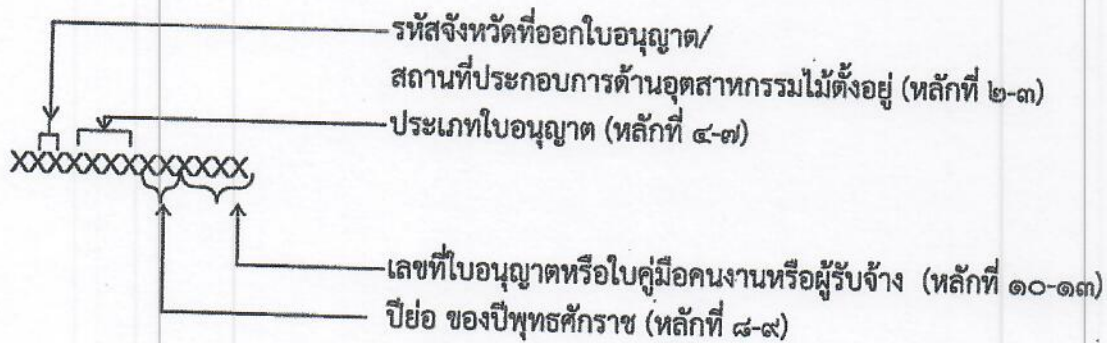 รหัสจังหวัดที่ออกใบอนุญาต/
สถานที่ประกอบการด้านอุตสาหกรรมไม้ตั้งอยู่ (หลักที่ ๒-๓)
ประเภทใบอนุญาต (หลักที่ ๔-๗)
XXXXXXXXXXXXX
เลขที่ใบอนุญาตหรือใบคู่มือคนงานหรือผู้รับจ้าง (หลักที่ ๑๐-๑๓)
ปีย่อ ของปีพุทธศักราช (หลักที่ ๘-๙)